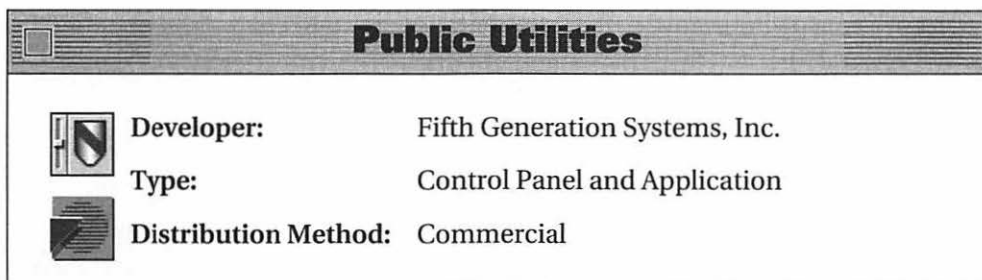 Public Utilities
Developer: Fifth Generation Systems, Inc.
Type: Control Panel and Application
Distribution Method: Commercial